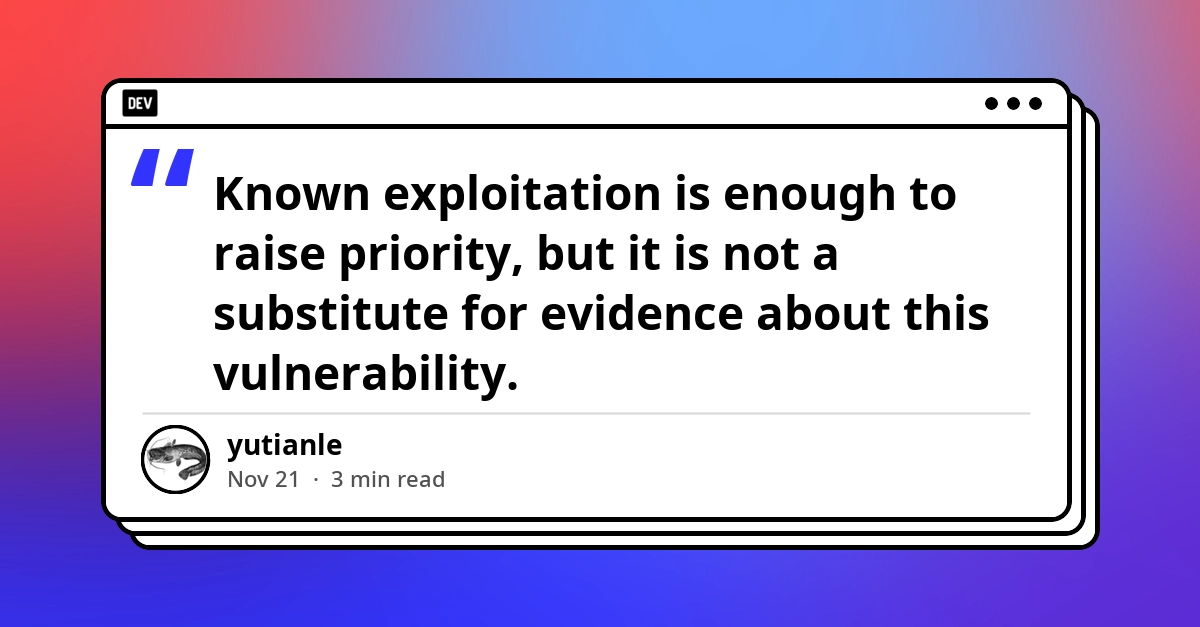 DEV
“ Known exploitation is enough to
raise priority, but it is not a
substitute for evidence about this
vulnerability.
yutianle
Nov 21 · 3 min read